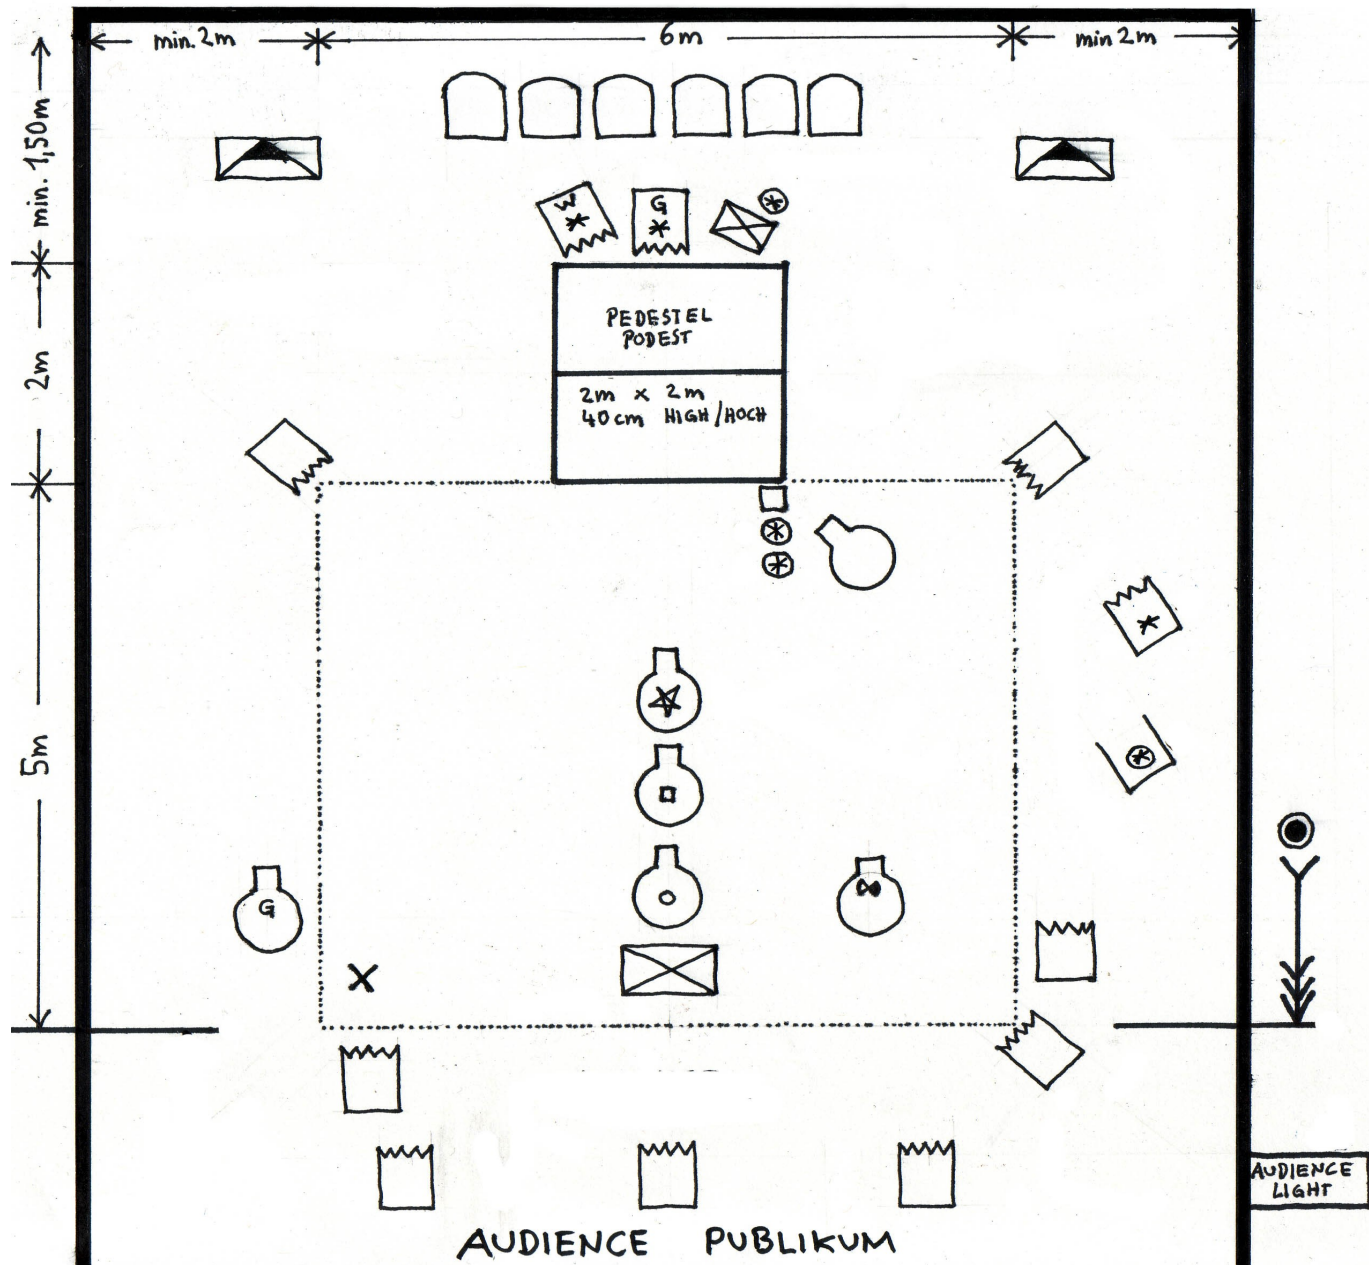 min. 2m
6m
min 2m
min. 1,50m
W
G
PEDESTEL
PODEST
2m x 2m
40cm HIGH/HOCH
2m
5m
G
X
AUDIENCE
LIGHT
AUDIENCE PUBLIKUM